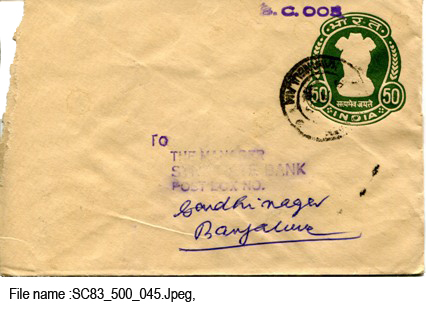 S.C.005
भारत
50 सत्यमेव जयते 50
INDIA
To
THE MANAGER
SYNDICATE BANK
POST BOX NO.
Gandhinagar
Bangalore
File name :SC83_500_045.Jpeg,